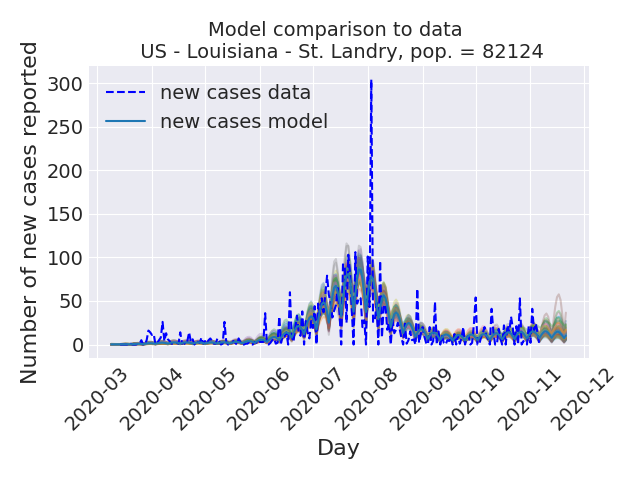 Model comparison to data
US - Louisiana - St. Landry, pop. = 82124
Number of new cases reported
300
250
200
150
100
50
0
new cases data
new cases model
2020-03
2020-04
2020-05
2020-06
2020-07
2020-08
2020-09
2020-10
2020-11
2020-12
Day